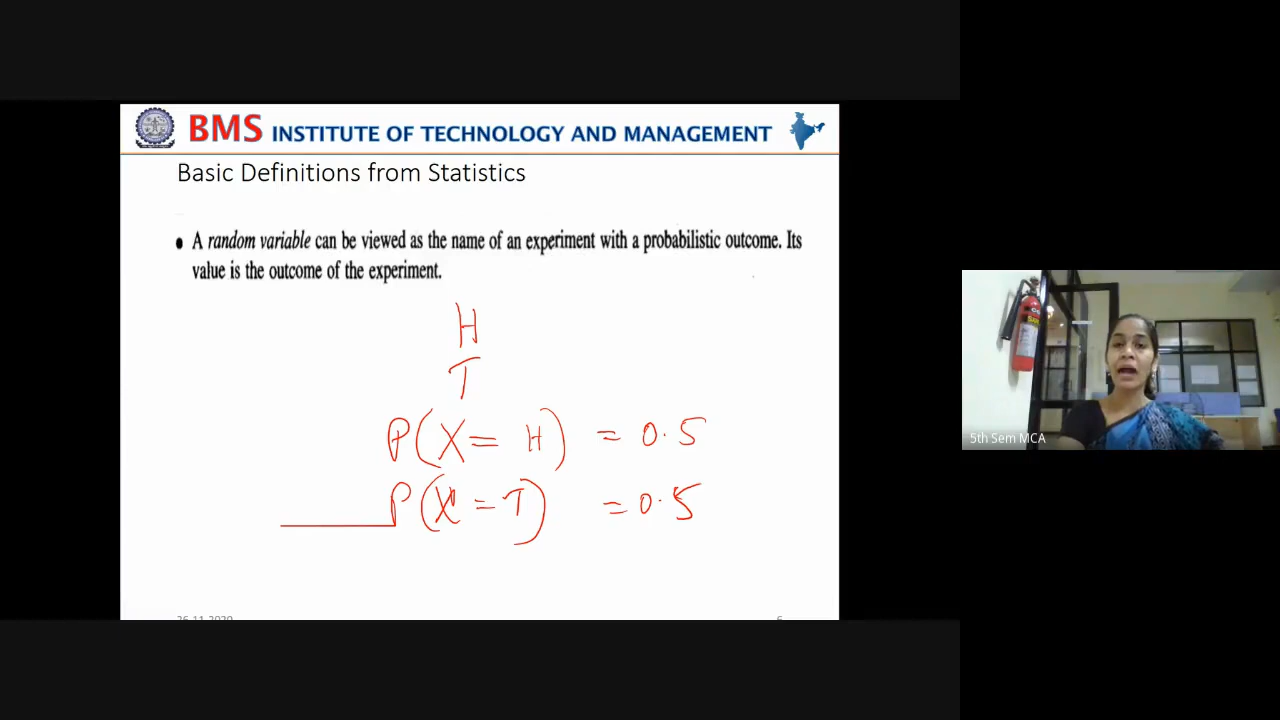 BMS INSTITUTE OF TECHNOLOGY AND MANAGEMENT
Basic Definitions from Statistics
• A random variable can be viewed as the name of an experiment with a probabilistic outcome. Its
value is the outcome of the experiment.
H
T
P(X = H) = 0.5
P(X = T) = 0.5
5th Sem MCA